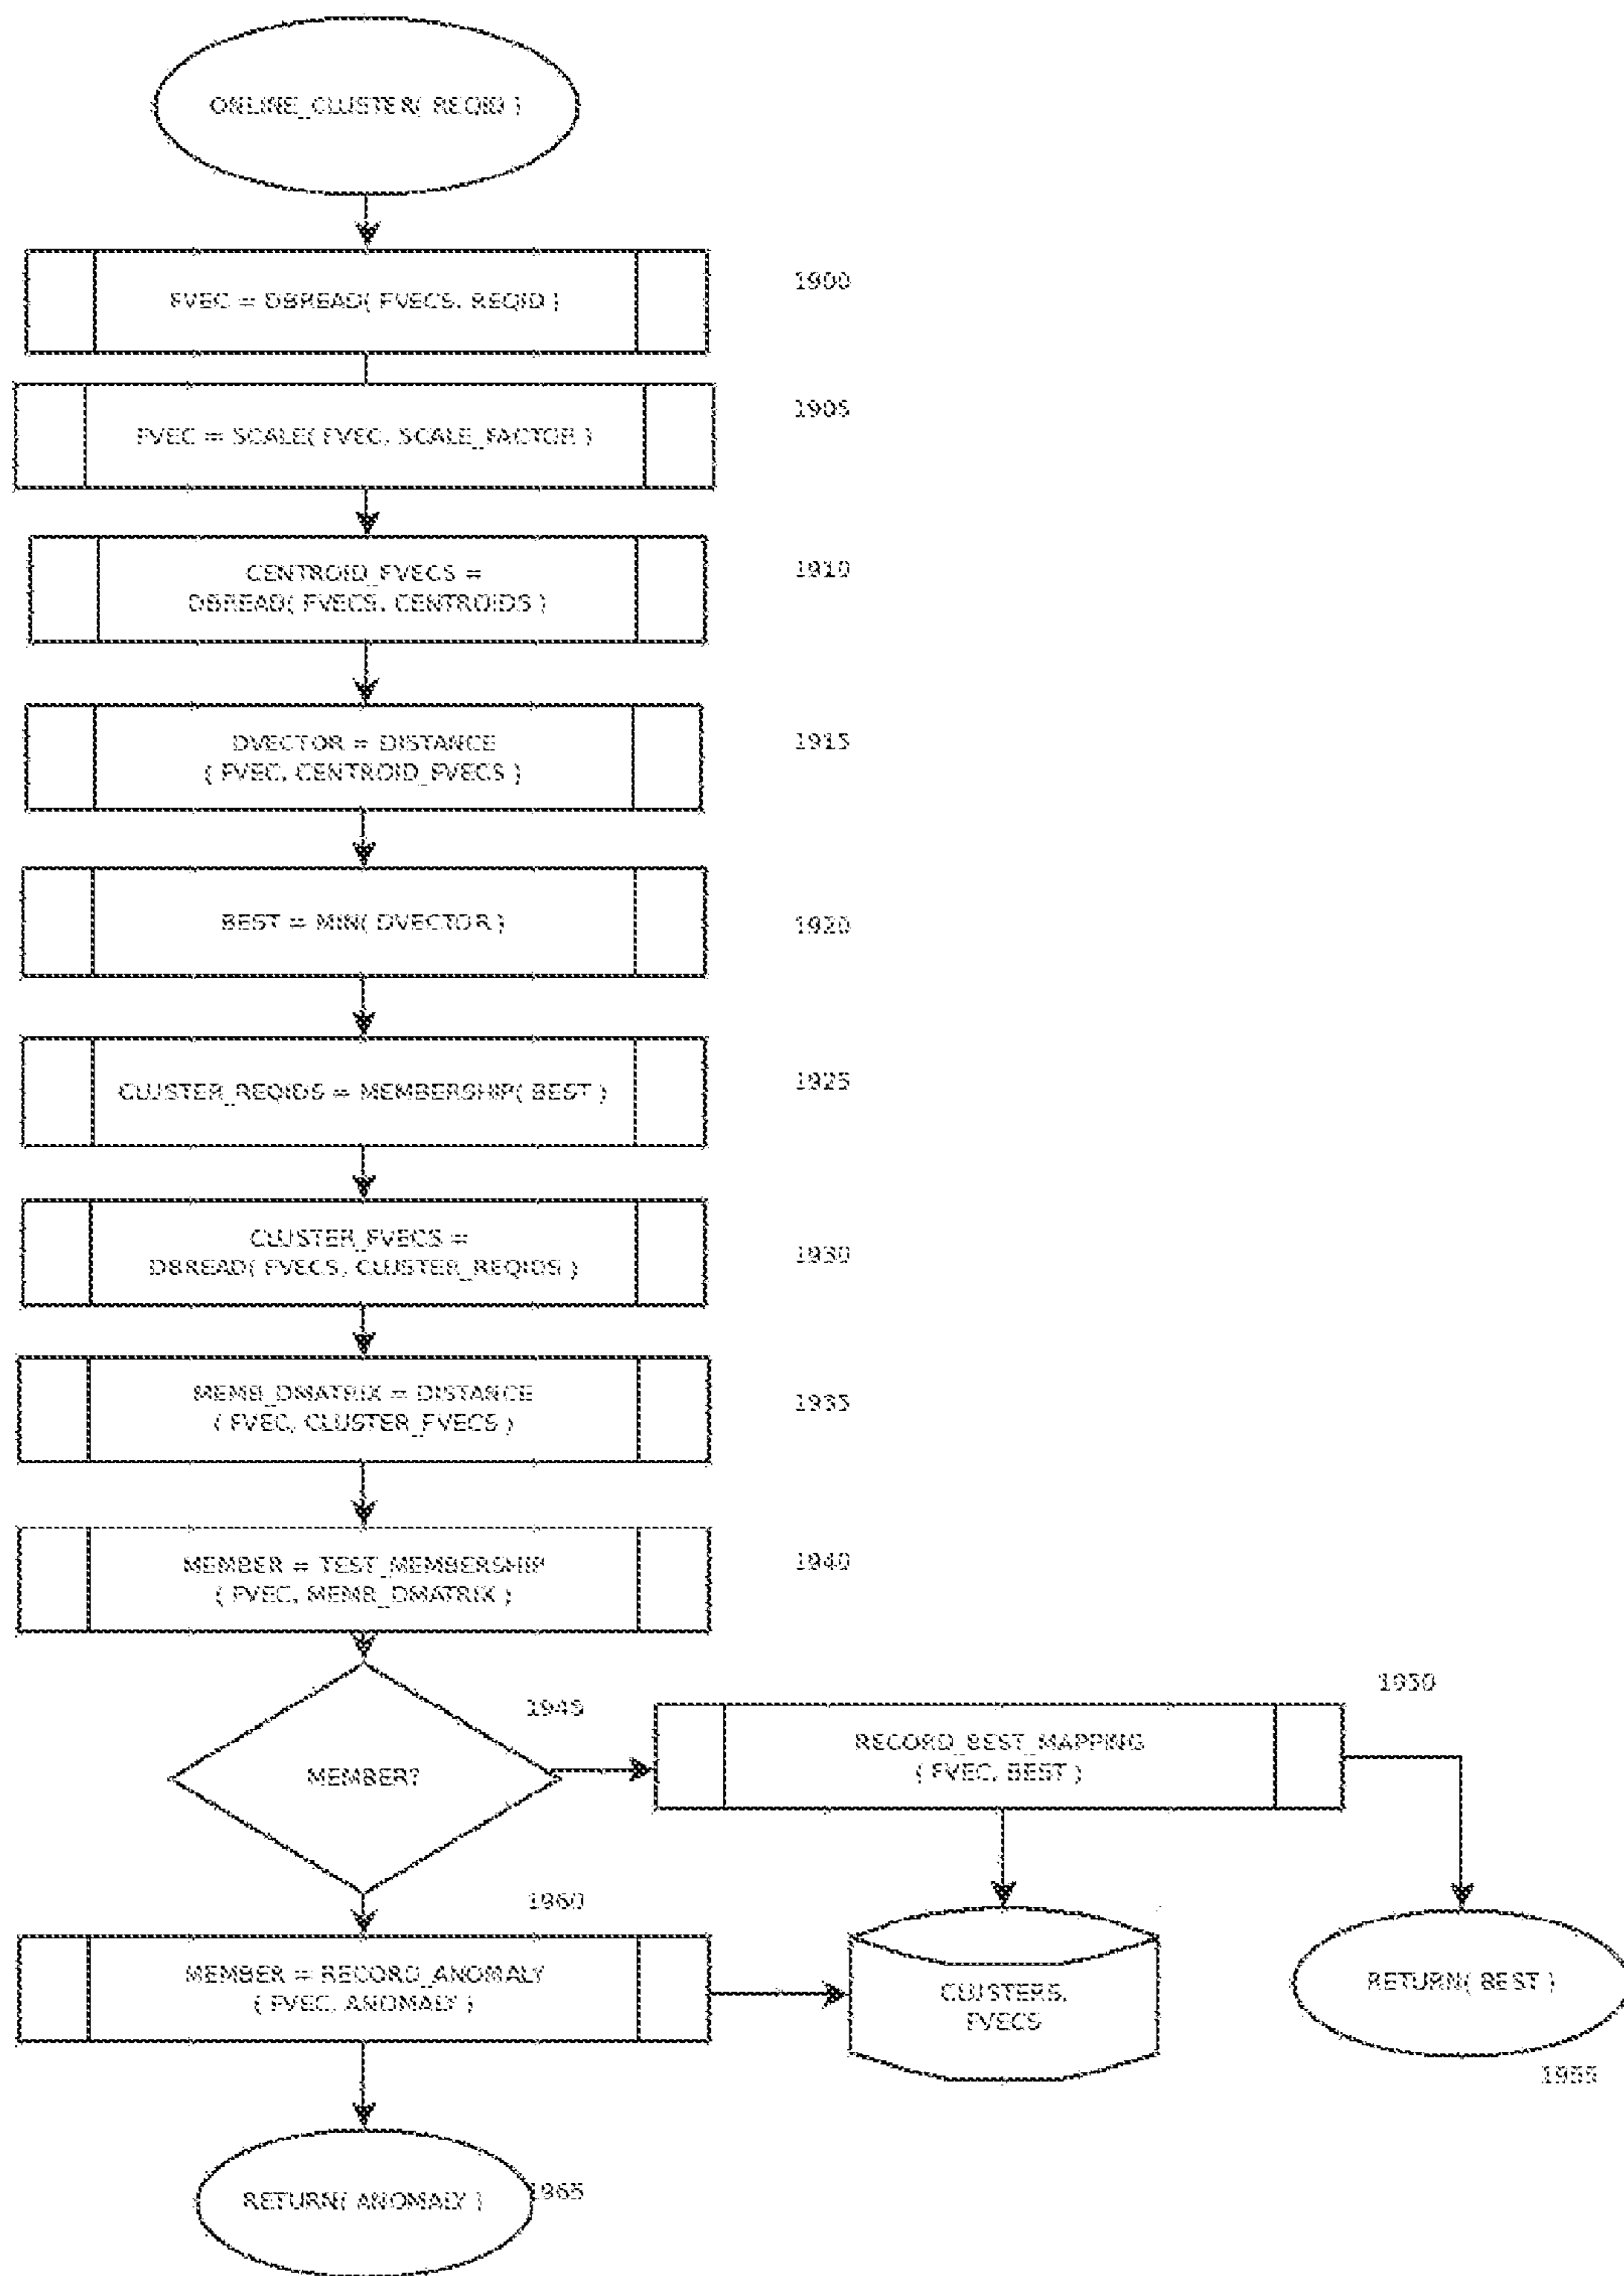 ONLINE_CLUSTER( REQID )
FVEC = DBREAD( FVECS, REQID )
1900
FVEC = SCALE( FVEC, SCALE_FACTOR )
1905
CENTROID_FVECS =
DBREAD( FVECS, CENTROIDS )
1910
DVECTOR = DISTANCE
( FVEC, CENTROID_FVECS )
1915
BEST = MIN( DVECTOR )
1920
CLUSTER_REQIDS = MEMBERSHIP( BEST )
1925
CLUSTER_FVECS =
DBREAD( FVECS, CLUSTER_REQIDS )
1930
MEMB_DMATRIX = DISTANCE
( FVEC, CLUSTER_FVECS )
1935
MEMBER = TEST_MEMBERSHIP
( FVEC, MEMB_DMATRIX )
1940
MEMBER?
1945
RECORD_BEST_MAPPING
( FVEC, BEST )
1950
1960
MEMBER = RECORD_ANOMALY
( FVEC, ANOMALY )
CLUSTERS,
FVECS
RETURN( BEST )
1955
RETURN( ANOMALY )
1965